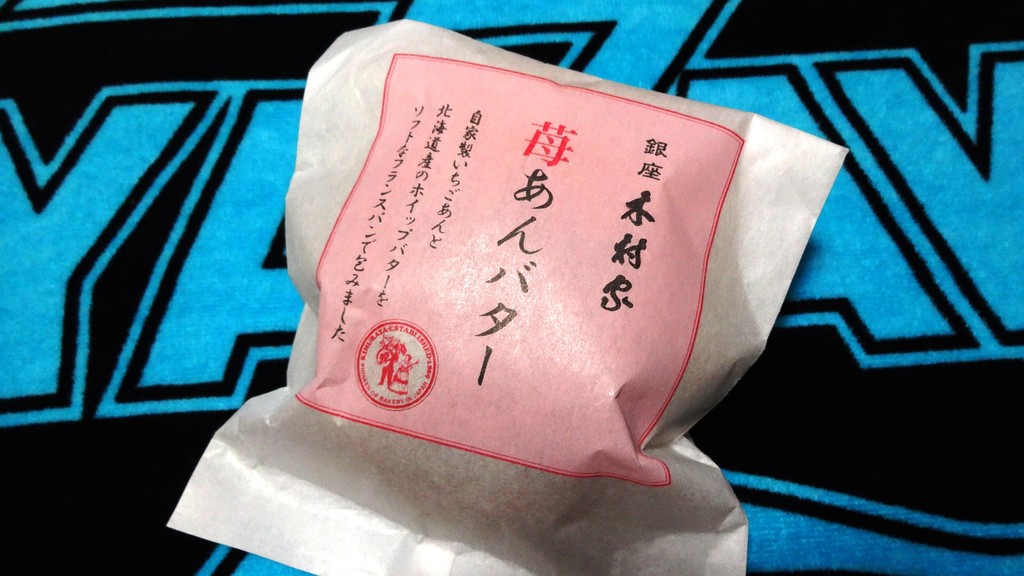 銀座 木村家
苺あんバター
自家製いちごあんと
北海道産のホイップバターを
ソフトなフランスパンで包みました